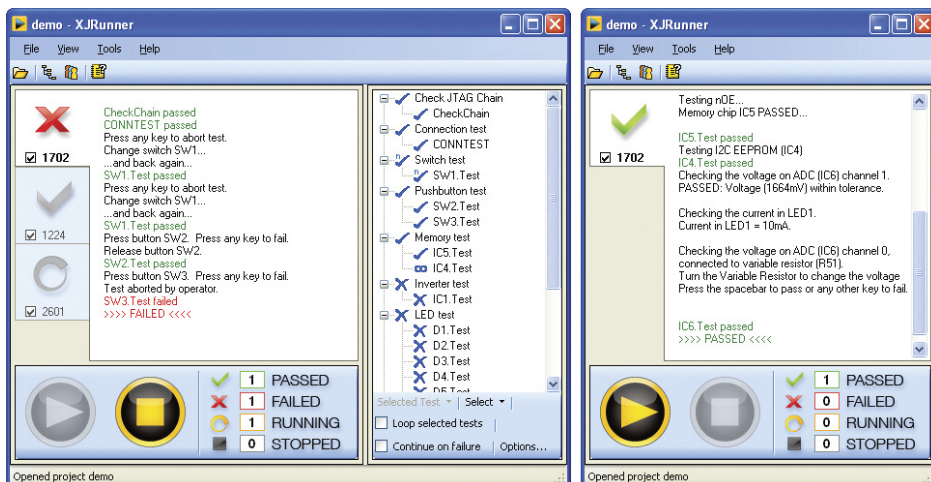 demo - XJRunner
File View Tools Help
1702
1224
2601
CheckChain passed
CONNTEST passed
Press any key to abort test.
Change switch SW1...
...and back again...
SW1.Test passed
Press any key to abort test.
Change switch SW1...
...and back again...
SW1.Test passed
Press button SW2. Press any key to fail.
Release button SW2.
SW2.Test passed
Press button SW3. Press any key to fail.
Test aborted by operator.
SW3.Test failed
>>>> FAILED <<<<
Check JTAG Chain
CheckChain
Connection test
CONNTEST
n Switch test
n SW1.Test
Pushbutton test
SW2.Test
SW3.Test
Memory test
IC5.Test
IC4.Test
Inverter test
IC1.Test
LED test
D1.Test
D2.Test
D3.Test
D4.Test
D5.Test
Selected Test Select
Loop selected tests
Continue on failure Options...
1 PASSED
1 FAILED
1 RUNNING
0 STOPPED
Opened project demo
demo - XJRunner
File View Tools Help
1702
Testing nOE...
Memory chip IC5 PASSED...
IC5.Test passed
Testing I2C EEPROM (IC4)
IC4.Test passed
Checking the voltage on ADC (IC6) channel 1.
PASSED: Voltage (1664mV) within tolerance.
Checking the current in LED1.
Current in LED1 = 10mA.
Checking the voltage on ADC (IC6) channel 0,
connected to variable resistor (R51).
Turn the Variable Resistor to change the voltage
Press the spacebar to pass or any other key to fail.
IC6.Test passed
>>>> PASSED <<<<
1 PASSED
0 FAILED
0 RUNNING
0 STOPPED
Opened project demo